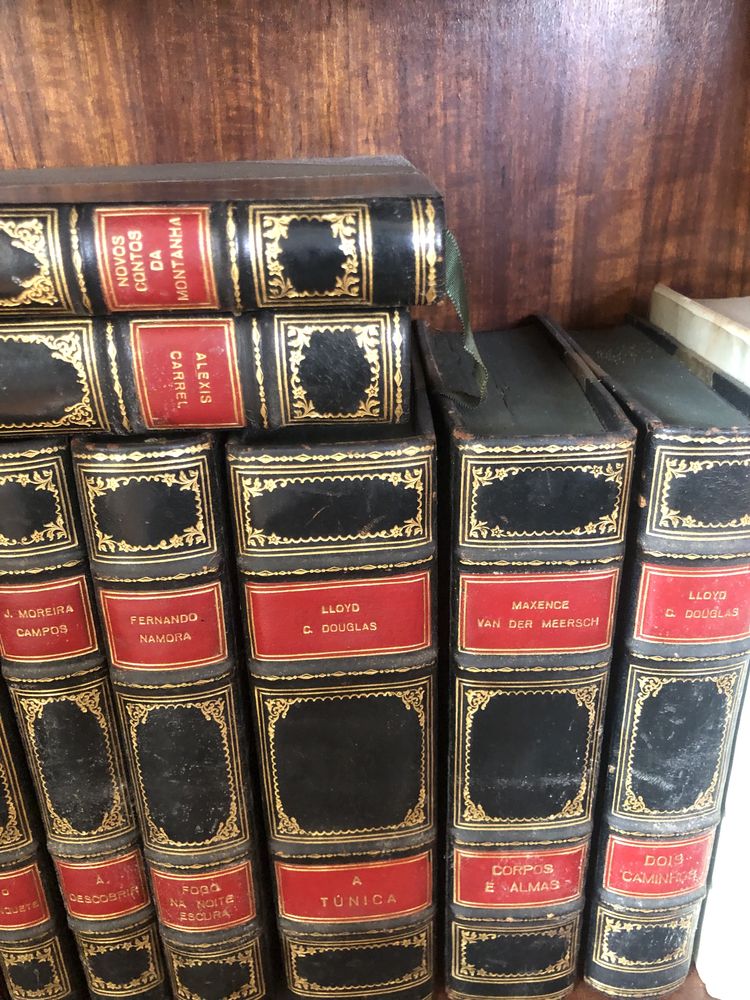 NOVOS
CONTOS
DA
MONTANHA
ALEXIS
CARREL
J. MOREIRA
CAMPOS
A
DESCOBRIR
FERNANDO
NAMORA
FOGO
NA NOITE
ESCURA
LLOYD
C. DOUGLAS
A
TÚNICA
MAXENCE
VAN DER MEERSCH
CORPOS
E ALMAS
LLOYD
C. DOUGLAS
DOIS
CAMINHOS